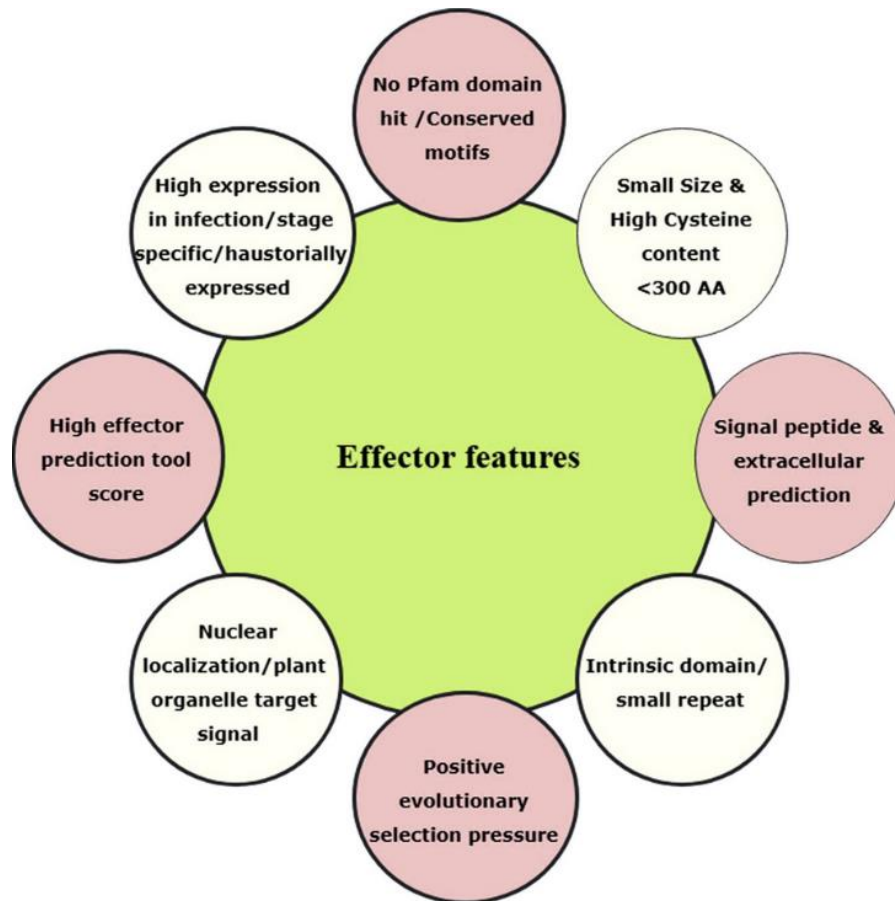 No Pfam domain
hit /Conserved
motifs
High expression
in infection/stage
specific/haustorially
expressed
Small Size &
High Cysteine
content
<300 AA
High effector
prediction tool
score
Effector features
Signal peptide &
extracellular
prediction
Nuclear
localization/plant
organelle target
signal
Intrinsic domain/
small repeat
Positive
evolutionary
selection pressure